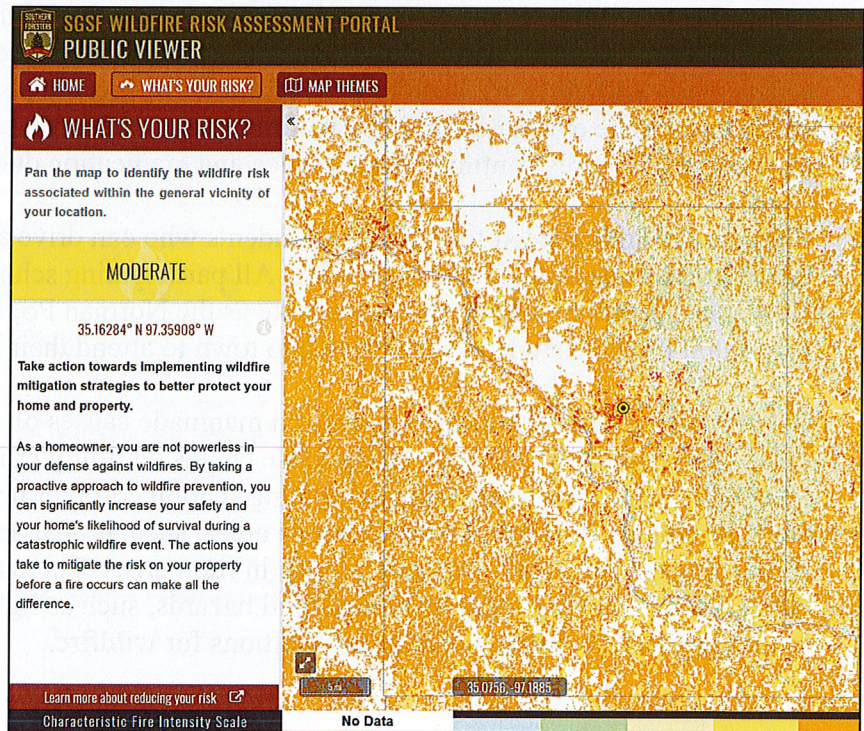 SOUTHERN
FORESTERS
SGSF WILDFIRE RISK ASSESSMENT PORTAL
PUBLIC VIEWER
HOME
WHAT'S YOUR RISK?
MAP THEMES
WHAT'S YOUR RISK?
Pan the map to identify the wildfire risk
associated within the general vicinity of
your location.
MODERATE
35.16284° N 97.35908° W
Take action towards implementing wildfire
mitigation strategies to better protect your
home and property.
As a homeowner, you are not powerless in
your defense against wildfires. By taking a
proactive approach to wildfire prevention, you
can significantly increase your safety and
your home's likelihood of survival during a
catastrophic wildfire event. The actions you
take to mitigate the risk on your property
before a fire occurs can make all the
difference.
Learn more about reducing your risk
35.0756, -97.1885
Characteristic Fire Intensity Scale
No Data